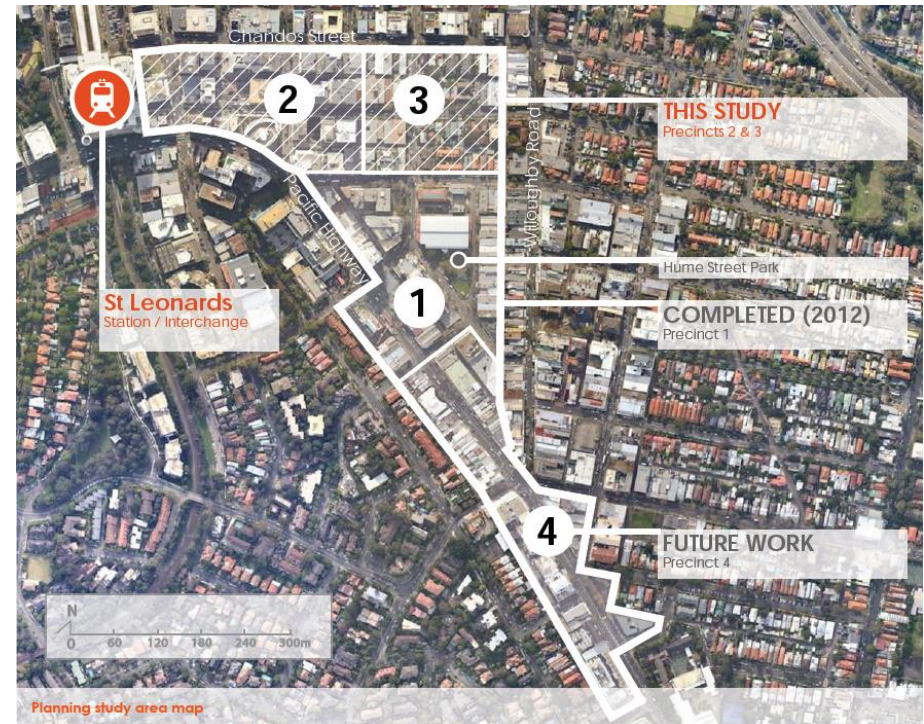 Chandos Street
2
3
THIS STUDY
Precincts 2 & 3
Willoughby Road
Pacific Highway
Hume Street Park
St Leonards
Station / Interchange
1
COMPLETED (2012)
Precinct 1
4
FUTURE WORK
Precinct 4
N
0 60 120 180 240 300m
Planning study area map